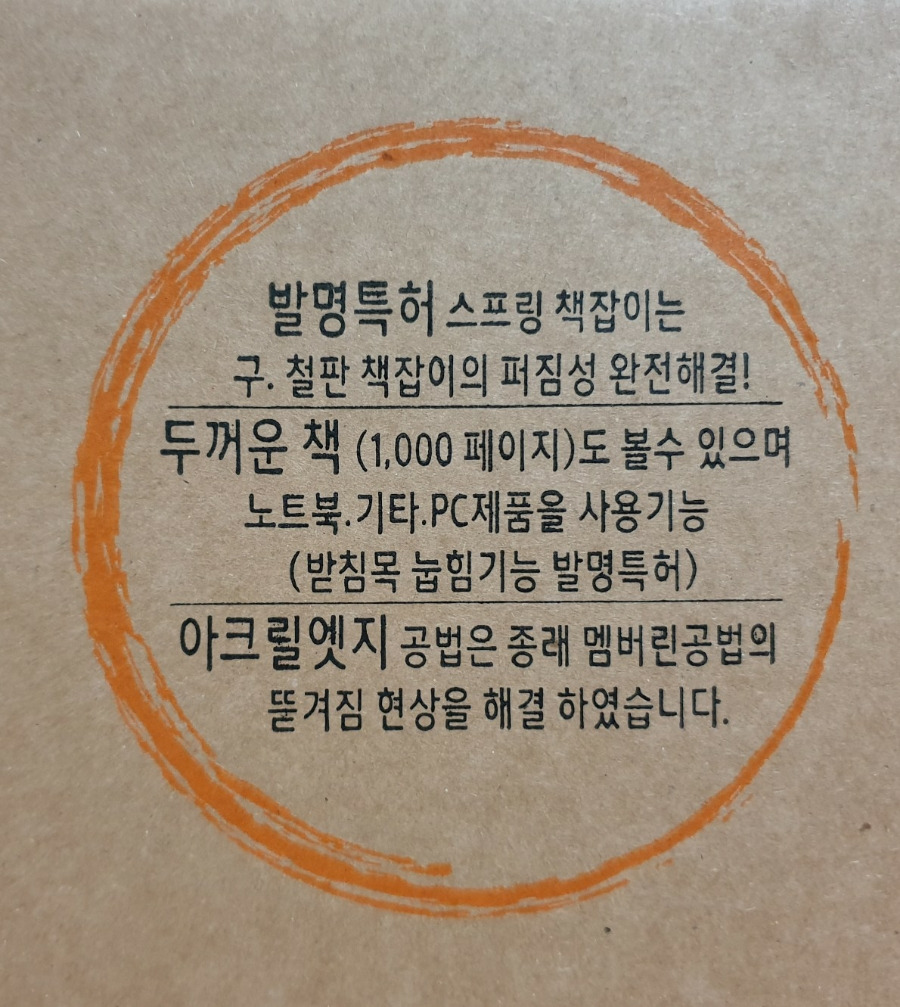 발명특허 스프링 책잡이는
구. 철판 책잡이의 퍼짐성 완전해결!
두꺼운 책 (1,000 페이지)도 볼수 있으며
노트북.기타.PC제품을 사용기능
(받침목 눕힘기능 발명특허)
아크릴엣지 공법은 종래 멤버린공법의
뜯겨짐 현상을 해결 하였습니다.